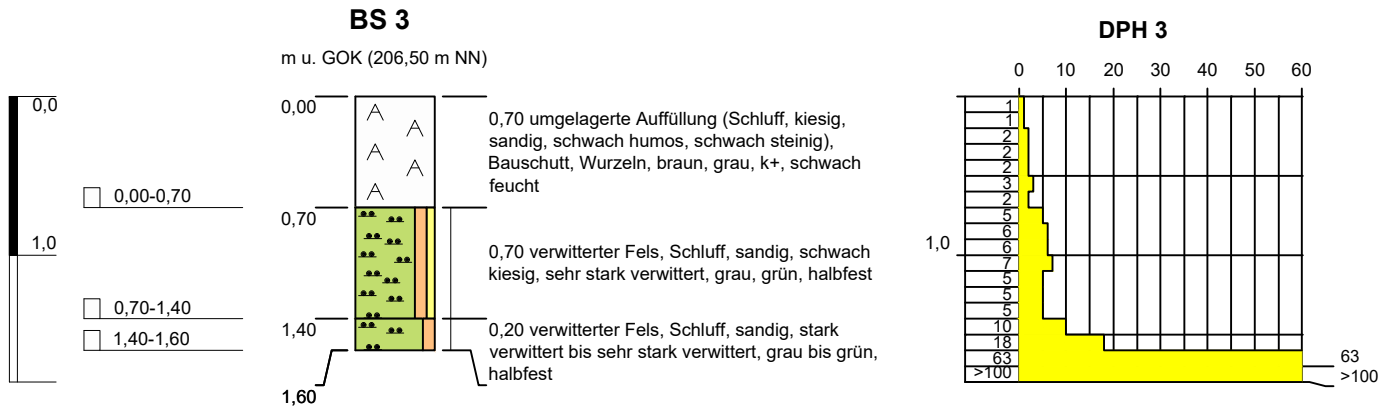 BS 3
m u. GOK (206,50 m NN)
0,0
1,0
0,00-0,70
0,70-1,40
1,40-1,60
0,00
0,70
1,40
1,60
0,70 umgelagerte Auffüllung (Schluff, kiesig,
sandig, schwach humos, schwach steinig),
Bauschutt, Wurzeln, braun, grau, k+, schwach
feucht
0,70 verwitterter Fels, Schluff, sandig, schwach
kiesig, sehr stark verwittert, grau, grün, halbfest
0,20 verwitterter Fels, Schluff, sandig, stark
verwittert bis sehr stark verwittert, grau bis grün,
halbfest
DPH 3
0 10 20 30 40 50 60
1,0
1
1
2
2
2
3
2
5
6
6
7
5
5
5
10
18
63
>100
63
>100